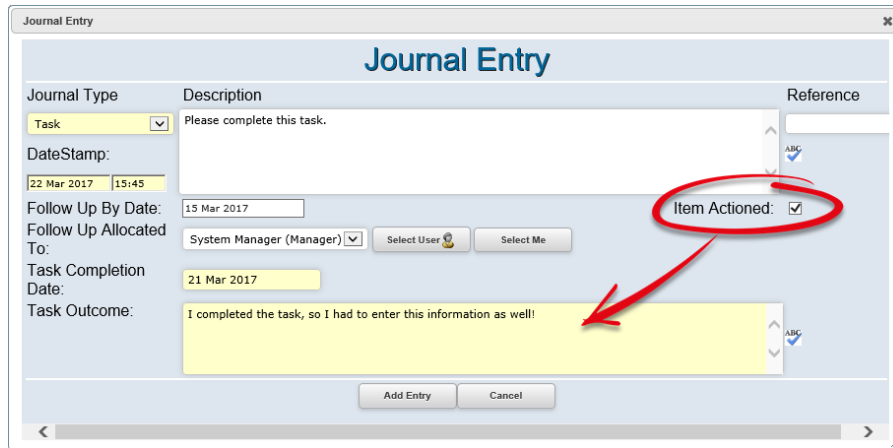 Journal Entry
Journal Entry
Journal Type Description Reference
Task Please complete this task.
ABC
DateStamp:
22 Mar 2017 15:45
Follow Up By Date: 15 Mar 2017 Item Actioned:
Follow Up Allocated
To: System Manager (Manager) Select User Select Me
Task Completion
Date: 21 Mar 2017
Task Outcome: I completed the task, so I had to enter this information as well!
ABC
Add Entry Cancel